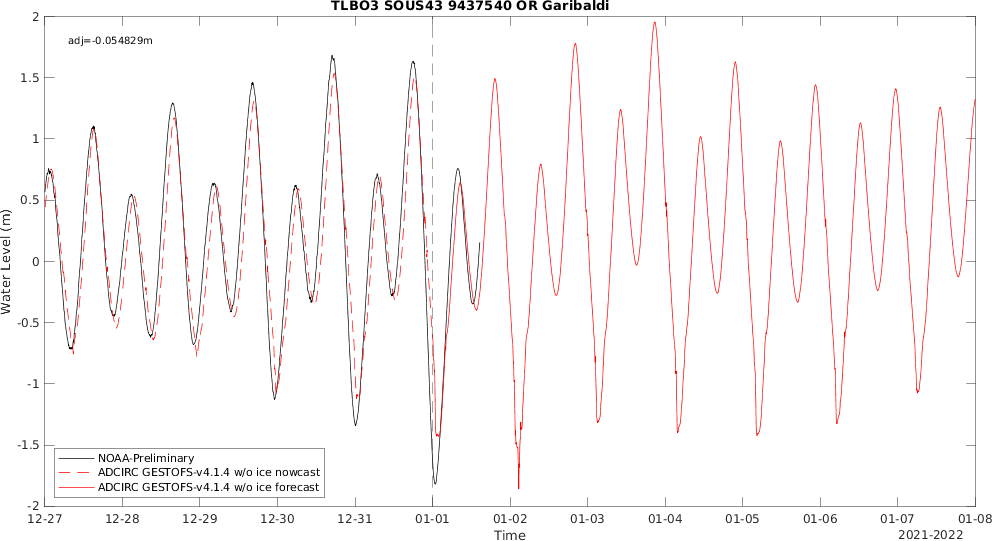 TLBO3 SOUS43 9437540 OR Garibaldi
adj=-0.054829m
2
1.5
1
0.5
0
-0.5
-1
-1.5
-2
Water Level (m)
NOAA-Preliminary
ADCIRC GESTOFS-v4.1.4 w/o ice nowcast
ADCIRC GESTOFS-v4.1.4 w/o ice forecast
12-27 12-28 12-29 12-30 12-31 01-01 01-02 01-03 01-04 01-05 01-06 01-07 01-08
Time
2021-2022